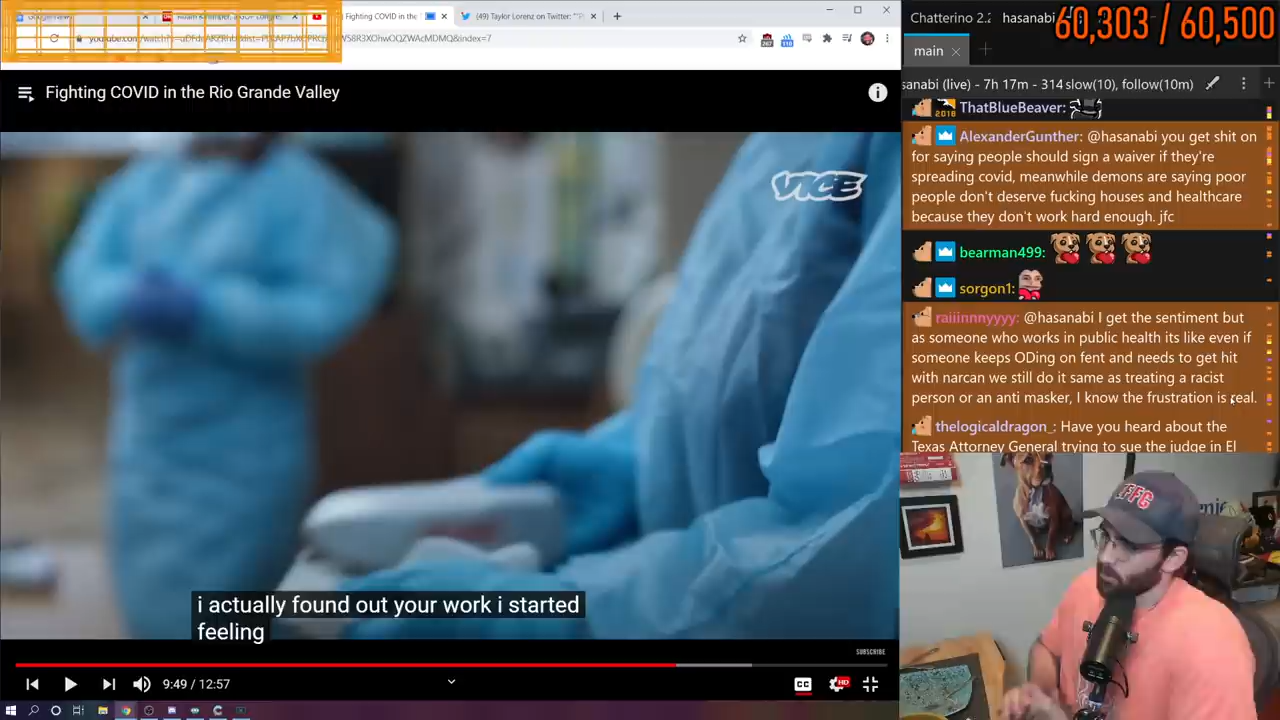 Fighting COVID in the
(49) Taylor Lorenz on Twitter: "P
Chatterino 2.
hasanabi
60,303 / 60,500
main
index=7
sanabi (live) - 7h 17m - 314 slow(10), follow(10m)
Fighting COVID in the Rio Grande Valley
ThatBlueBeaver:
AlexanderGunther: @hasanabi you get shit on
for saying people should sign a waiver if they're
spreading covid, meanwhile demons are saying poor
people don't deserve fucking houses and healthcare
because they don't work hard enough. jfc
bearman499:
sorgon1:
raiiinnnyyyy: @hasanabi I get the sentiment but
as someone who works in public health its like even if
someone keeps ODing on fent and needs to get hit
with narcan we still do it same as treating a racist
person or an anti masker, I know the frustration is real.
thelogicaldragon_: Have you heard about the
Texas Attorney General trying to sue the judge in El
VICE
i actually found out your work i started
feeling
SUBSCRIBE
9:49 / 12:57
CC
HD